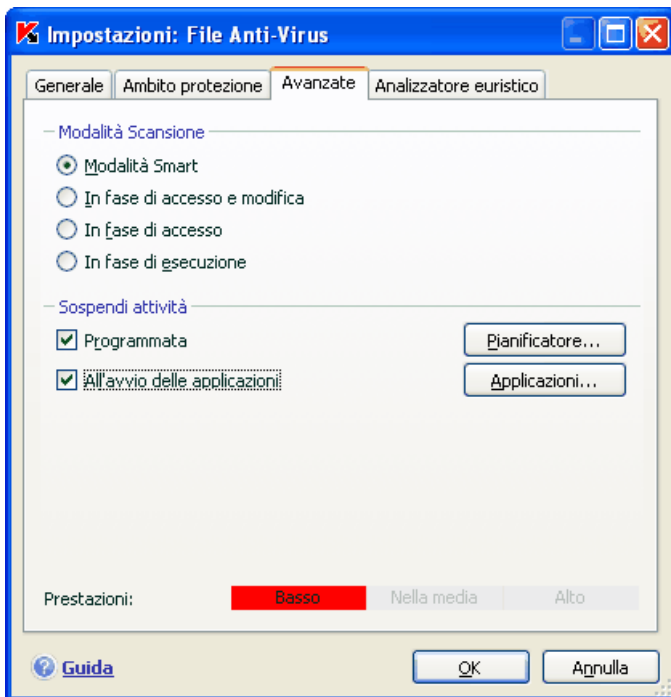 Impostazioni: File Anti-Virus
Generale Ambito protezione Avanzate Analizzatore euristico
Modalità Scansione
Modalità Smart
In fase di accesso e modifica
In fase di accesso
In fase di esecuzione
Sospendi attività
Programmata Pianificatore...
All'avvio delle applicazioni Applicazioni...
Prestazioni: Basso Nella media Alto
Guida OK Annulla